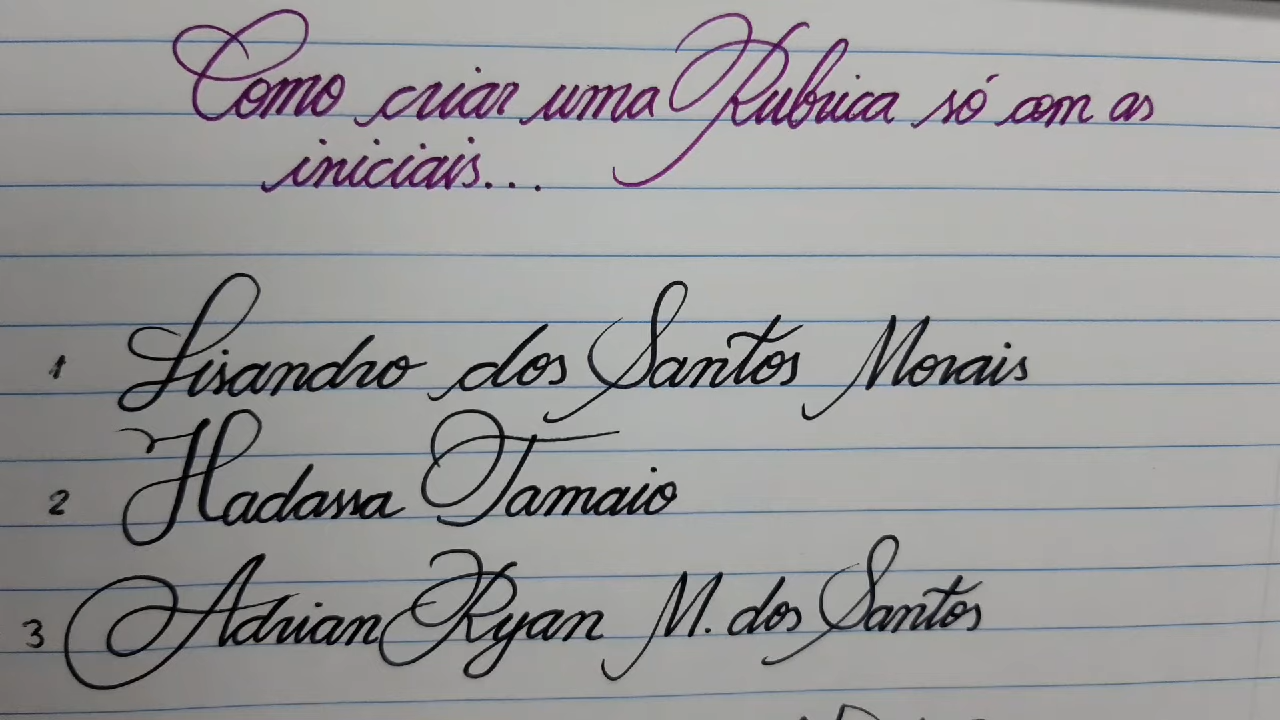 Como criar uma Rubrica só com as
iniciais...
1 Lisandro dos Santos Morais
2 Hadassa Tamaio
3 Adrian Ryan M. dos Santos